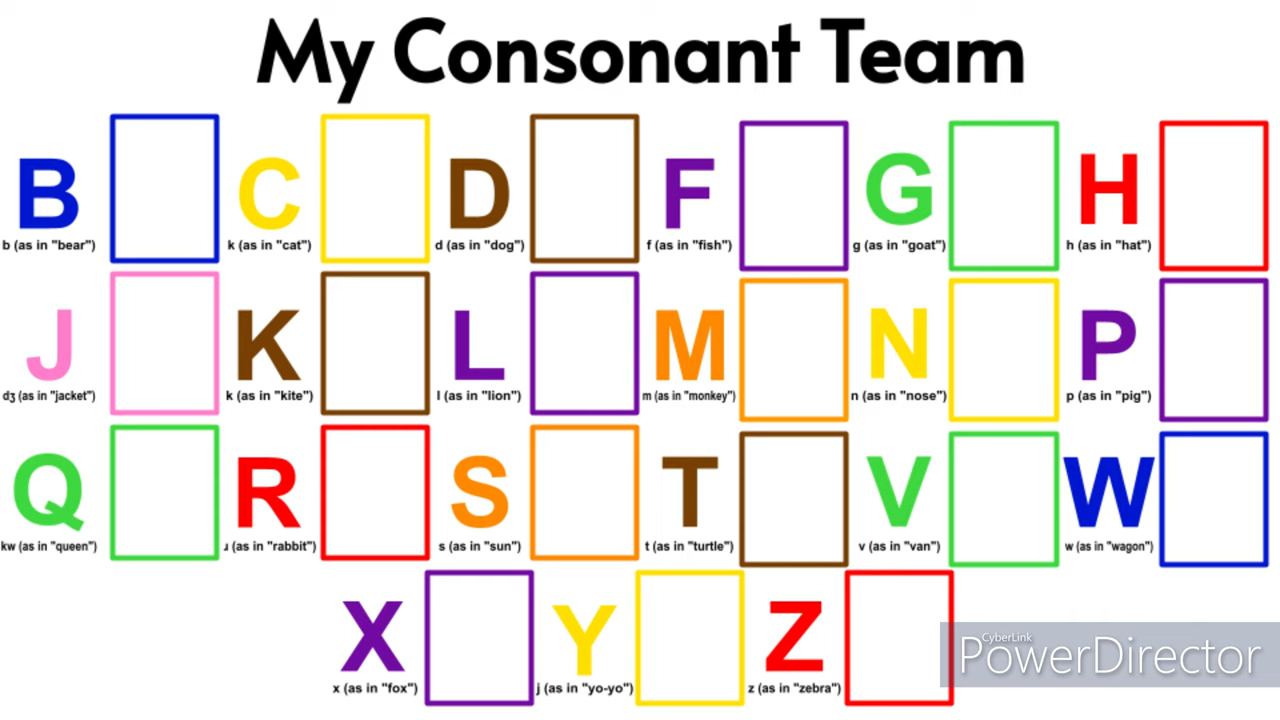 My Consonant Team
B C D F G H
b (as in "bear") k (as in "cat") d (as in "dog") f (as in "fish") g (as in "goat") h (as in "hat")
J K L M N P
dʒ (as in "jacket") k (as in "kite") l (as in "lion") m (as in "monkey") n (as in "nose") p (as in "pig")
Q R S T V W
kw (as in "queen") ɹ (as in "rabbit") s (as in "sun") t (as in "turtle") v (as in "van") w (as in "wagon")
X Y Z
x (as in "fox") j (as in "yo-yo") z (as in "zebra")
CyberLink
PowerDirector